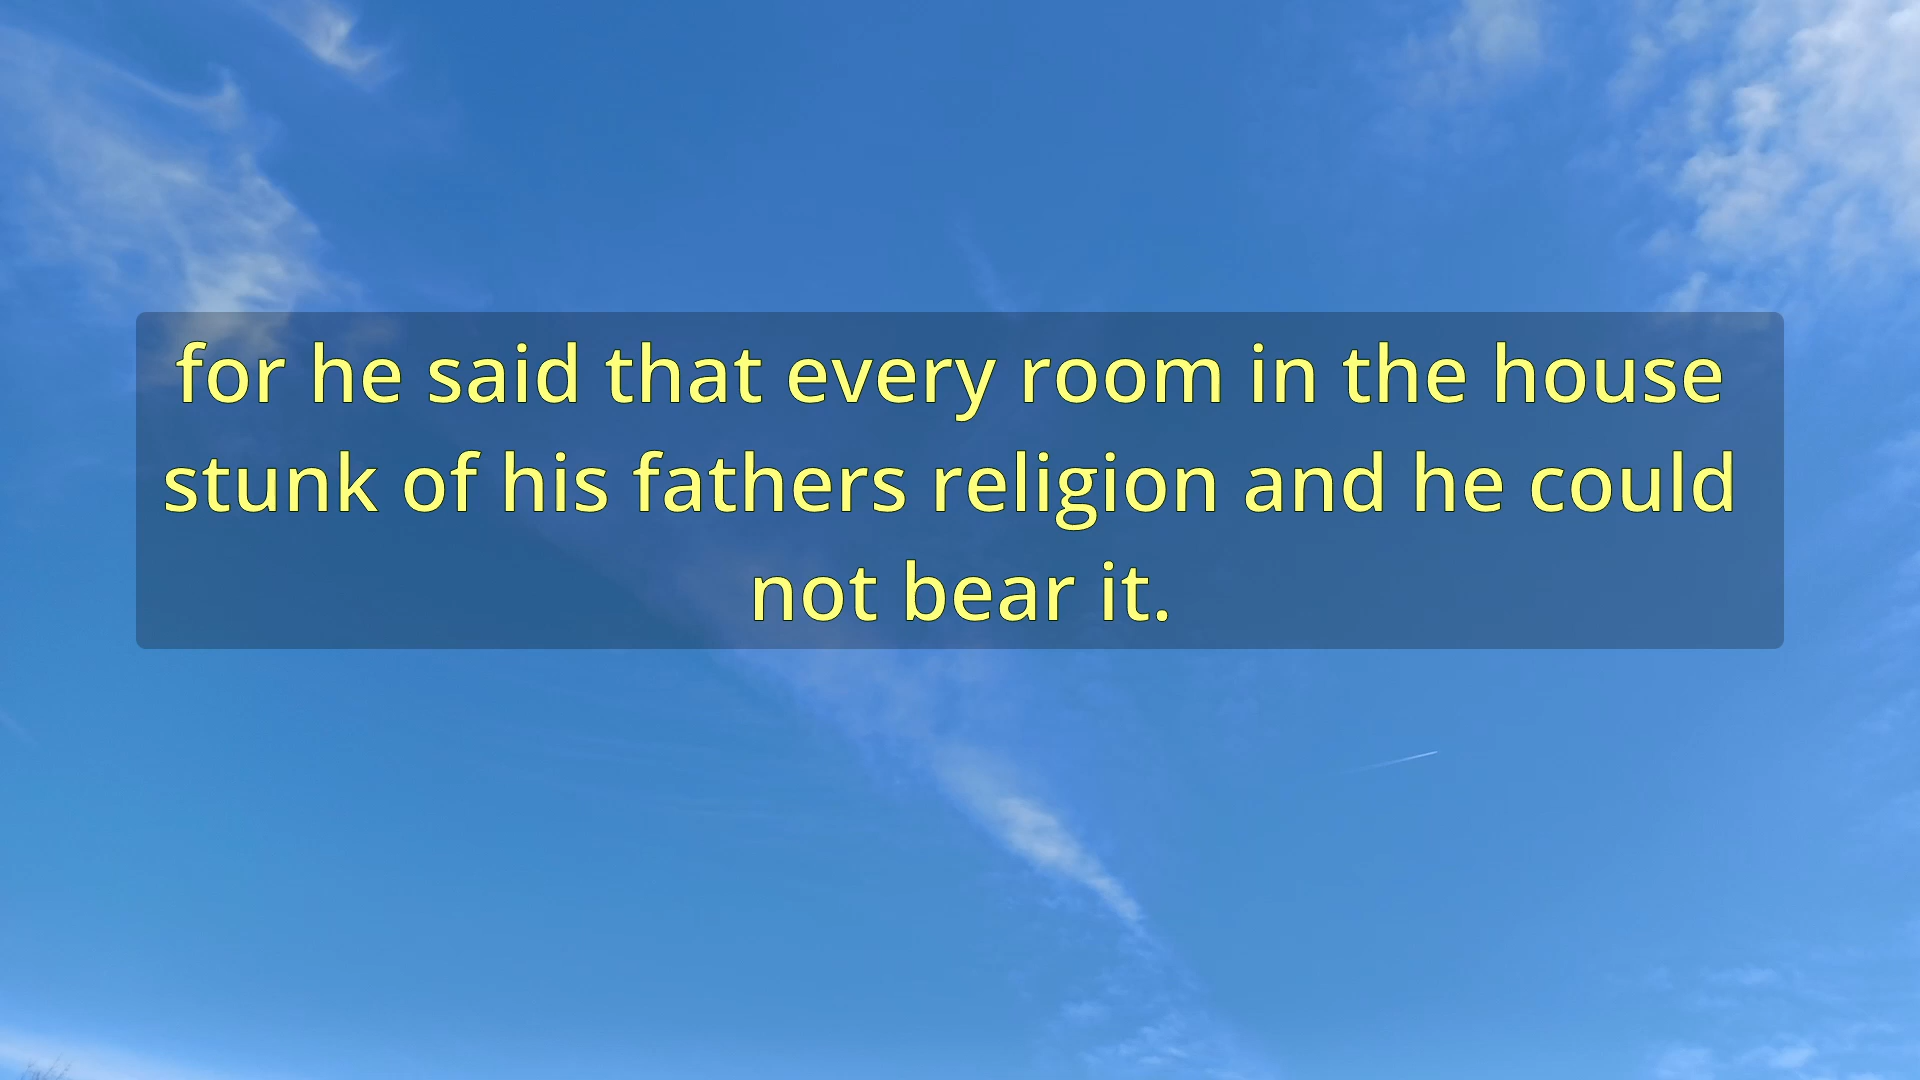 for he said that every room in the house
stunk of his fathers religion and he could
not bear it.